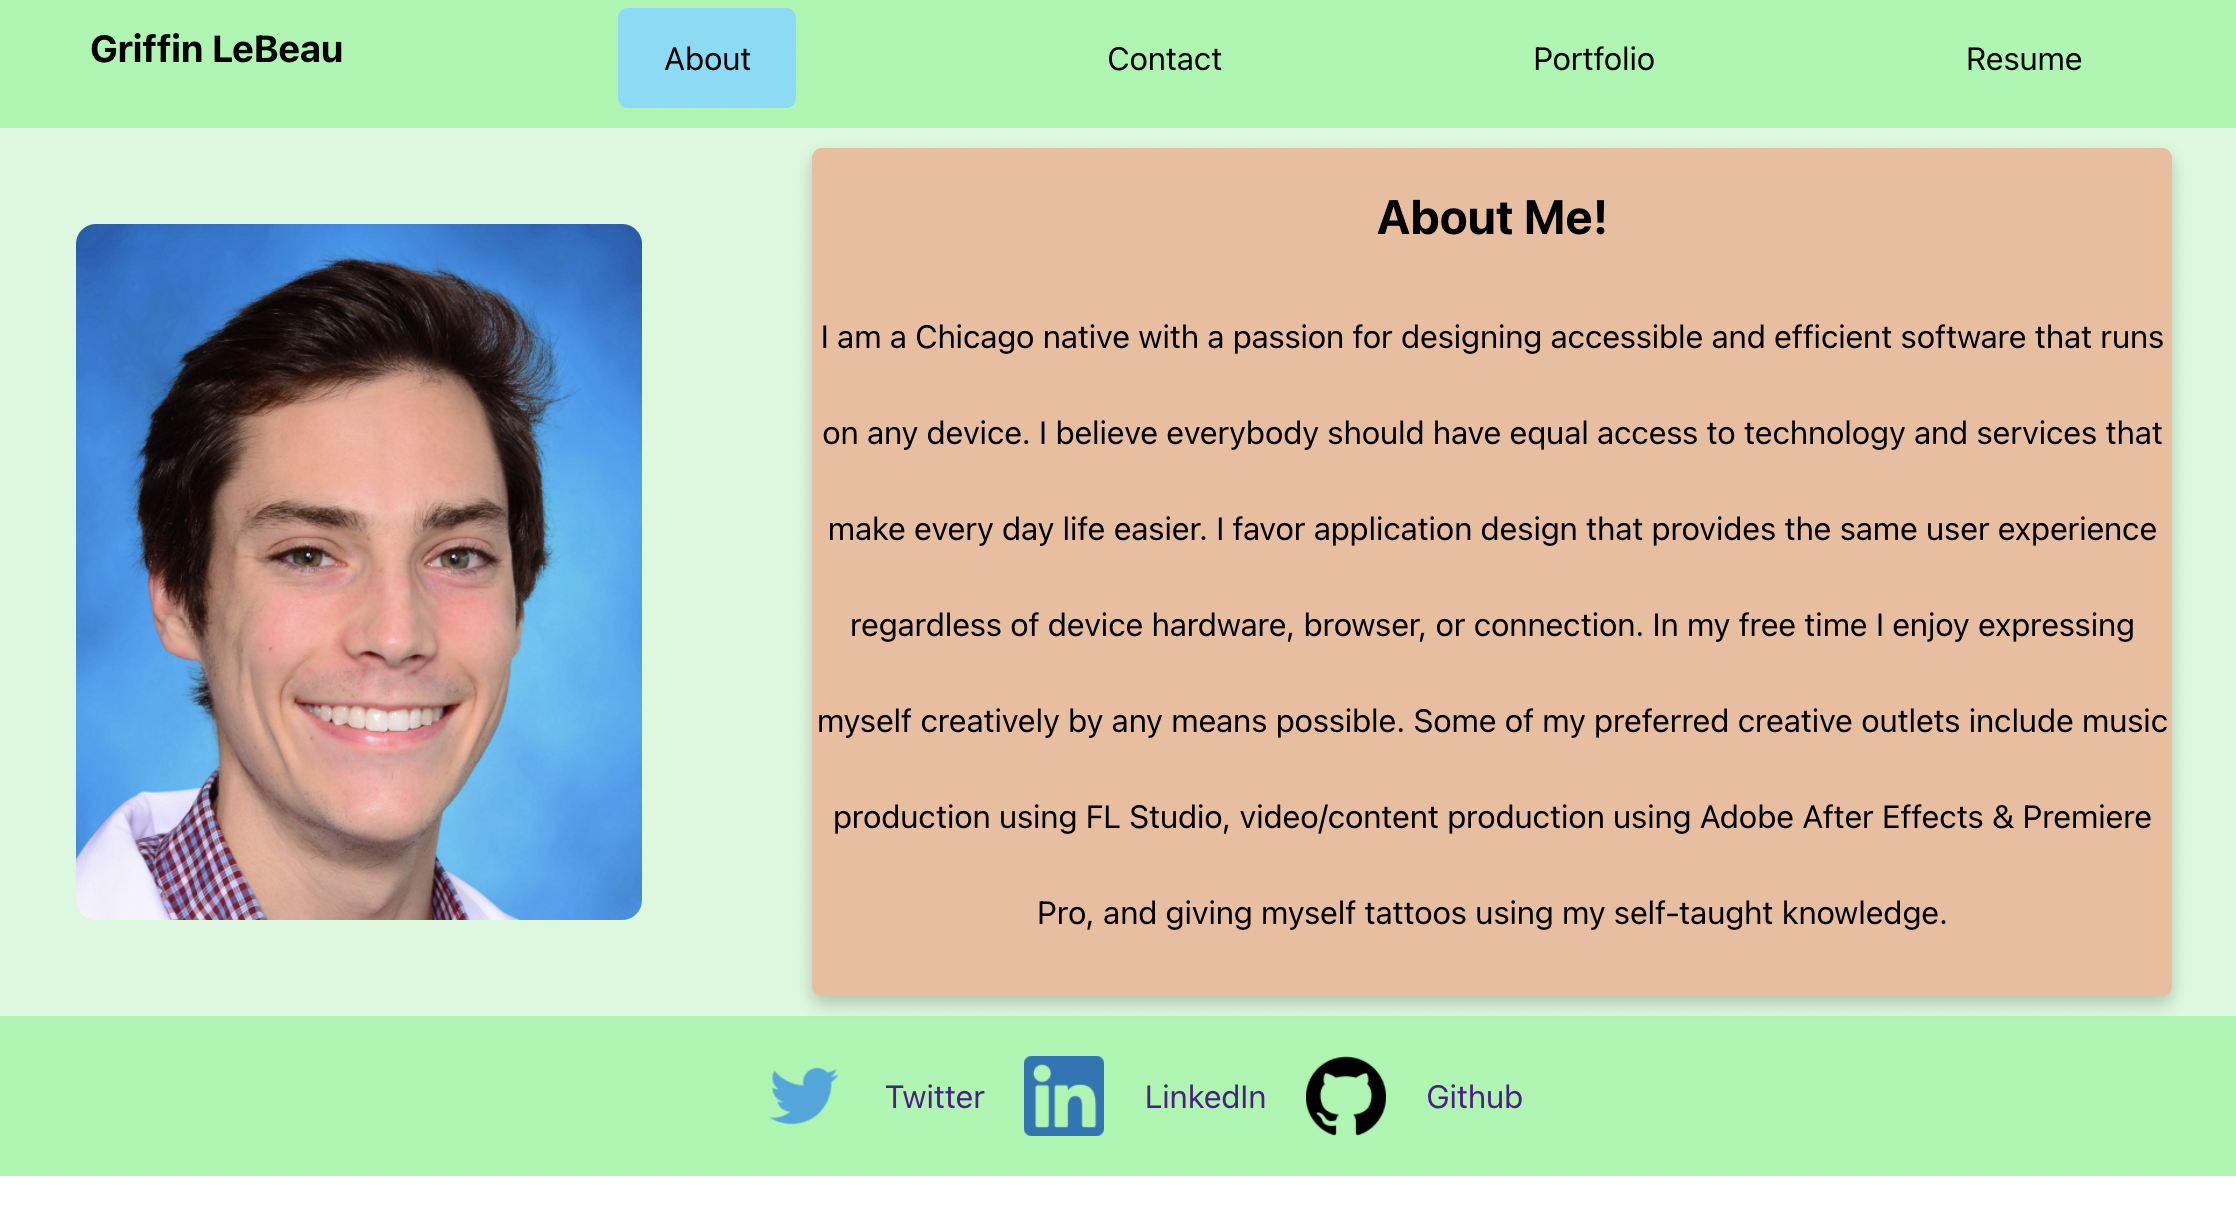 Griffin LeBeau
About
Contact
Portfolio
Resume
About Me!
I am a Chicago native with a passion for designing accessible and efficient software that runs
on any device. I believe everybody should have equal access to technology and services that
make every day life easier. I favor application design that provides the same user experience
regardless of device hardware, browser, or connection. In my free time I enjoy expressing
myself creatively by any means possible. Some of my preferred creative outlets include music
production using FL Studio, video/content production using Adobe After Effects & Premiere
Pro, and giving myself tattoos using my self-taught knowledge.
Twitter
in
LinkedIn
Github